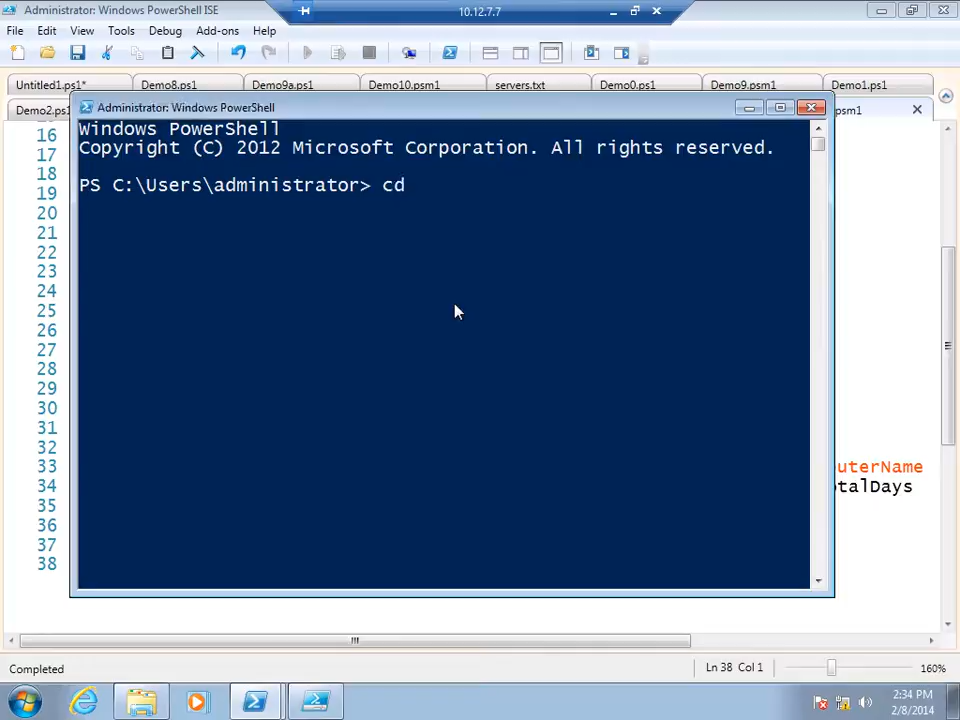 Administrator: Windows PowerShell ISE
10.12.7.7
File Edit View Tools Debug Add-ons Help
Untitled1.ps1* Demo8.ps1 Demo9a.ps1 Demo10.psm1 servers.txt Demo0.ps1 Demo9.psm1 Demo1.ps1
Demo2.ps1 psm1
Administrator: Windows PowerShell
Windows PowerShell
Copyright (C) 2012 Microsoft Corporation. All rights reserved.
PS C:\Users\administrator> cd
16
17
18
19
20
21
22
23
24
25
26
27
28
29
30
31
32
33 uterName
34 talDays
35
36
37
38
Completed
Ln 38 Col 1
160%
2:34 PM
2/8/2014